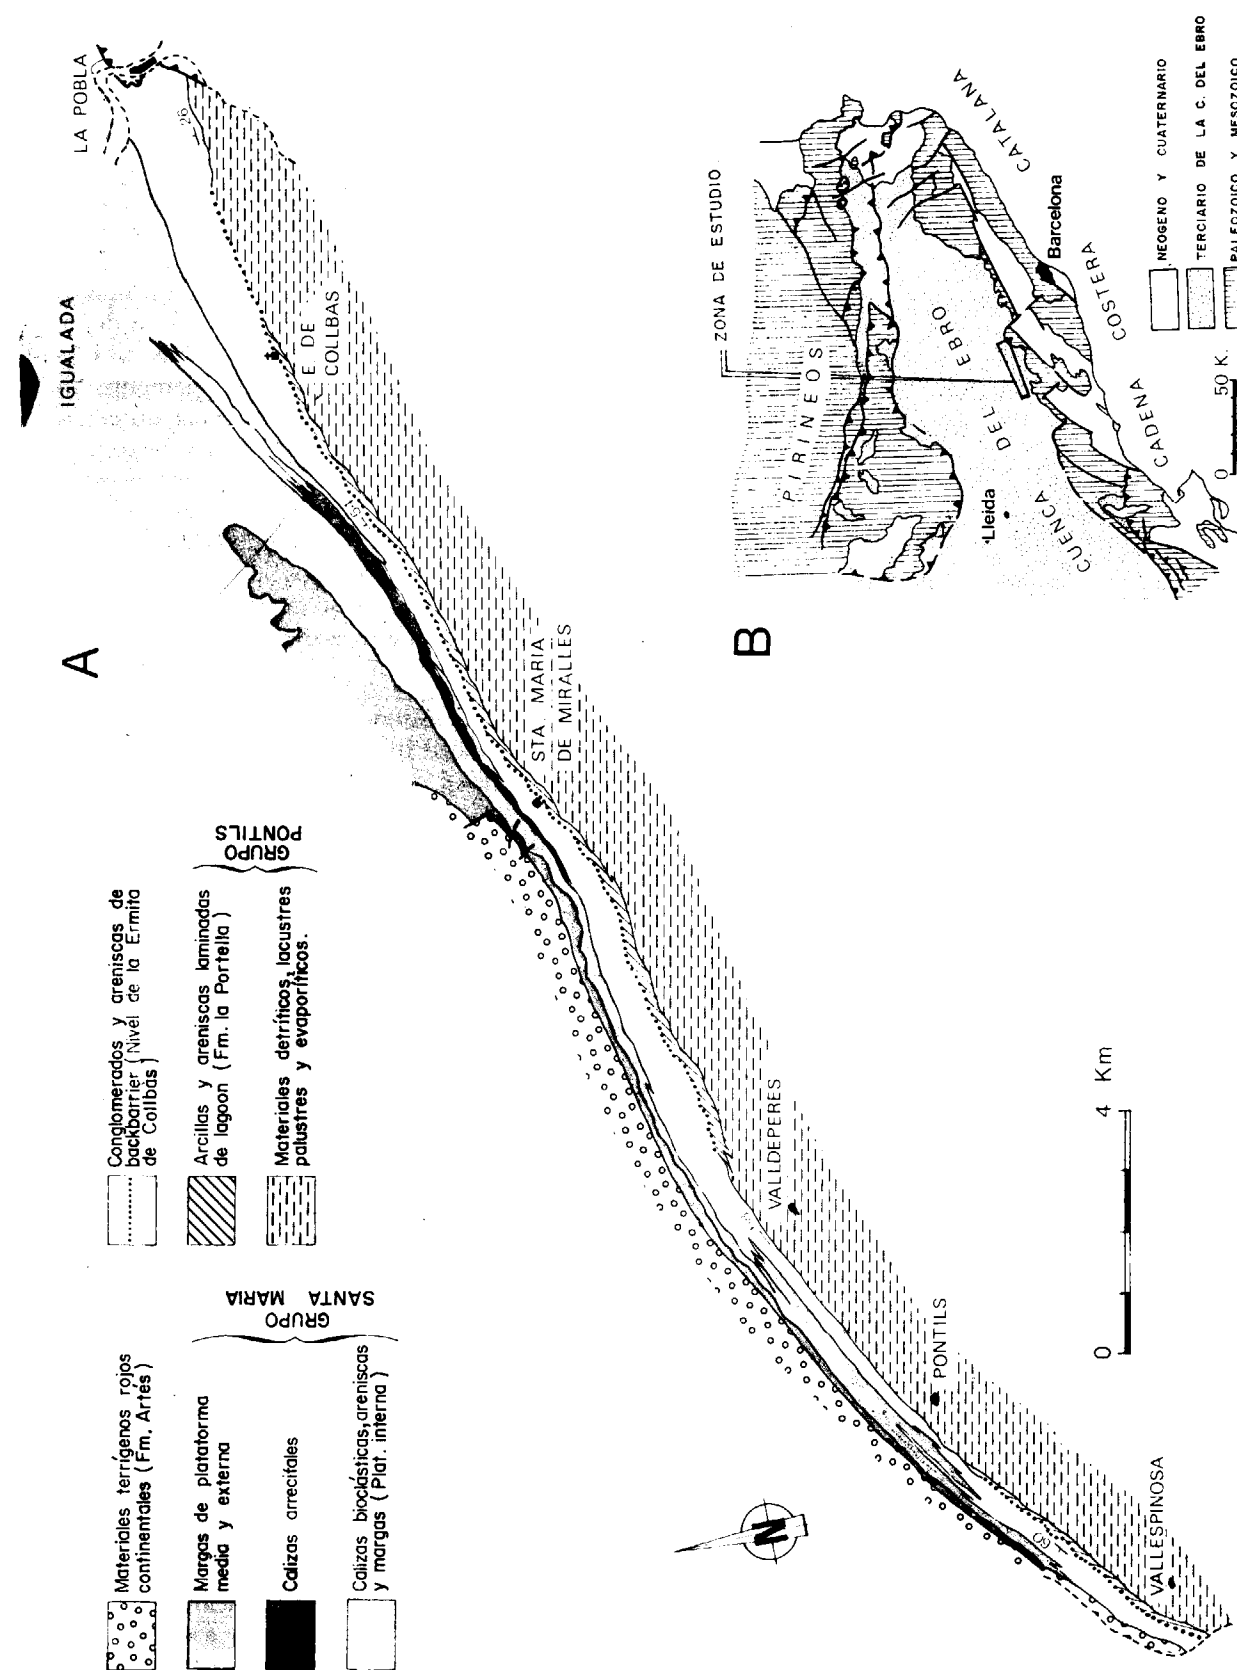 A
IGUALADA
LA POBLA
26
E. DE
COLLBAS
STA. MARIA
DE MIRALLES
VALLDEPERES
PONTILS
VALLESPINOSA
60
N
0 4 Km
Materiales terrígenos rojos
continentales (Fm. Artés)
Margas de plataforma
media y externa
Calizas arrecifales
Calizas bioclásticas, areniscas
y margas (Plat. interna)
GRUPO
SANTA MARIA
Conglomerados y areniscas de
backbarrier (Nivel de la Ermita
de Collbás)
Arcillas y areniscas laminadas
de lagoon (Fm. la Portella)
Materiales detríticos, lacustres
palustres y evaporíticos.
GRUPO
PONTILS
B
ZONA DE ESTUDIO
PIRINEOS
CUENCA DEL EBRO
Lleida
Barcelona
CADENA COSTERA CATALANA
0 50 K.
NEOGENO Y CUATERNARIO
TERCIARIO DE LA C. DEL EBRO
PALEOZOICO Y MESOZOICO